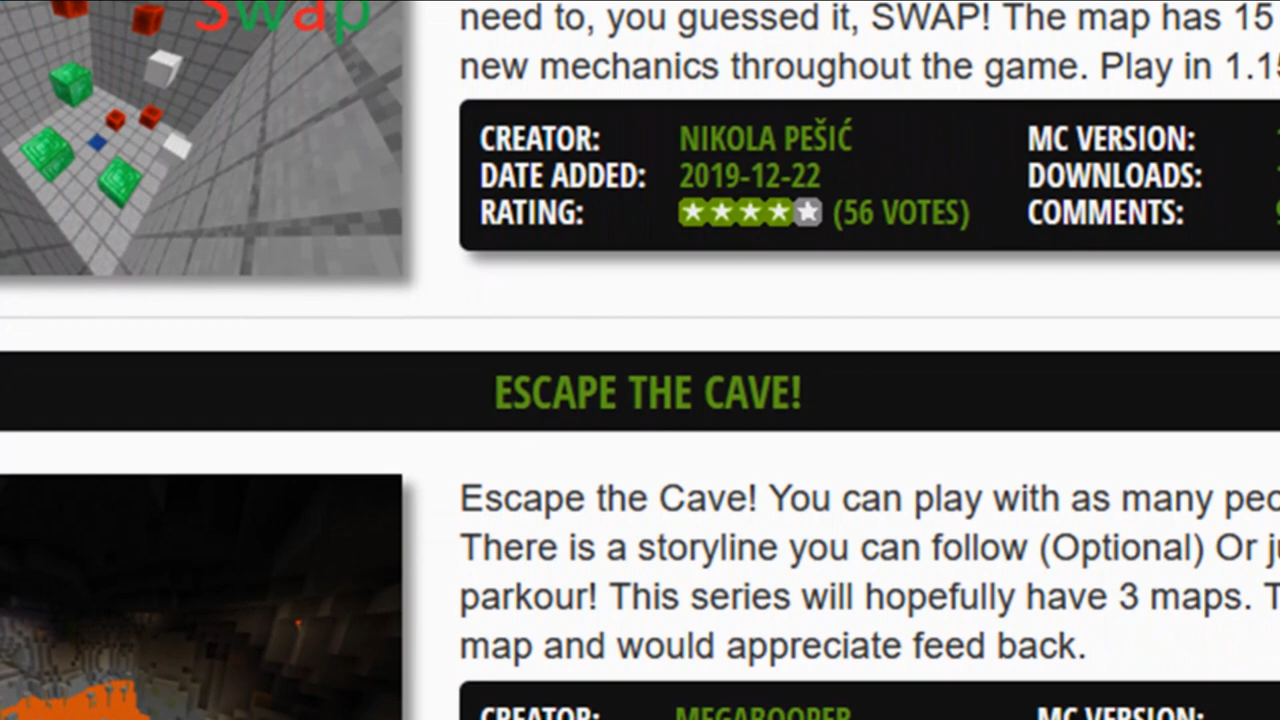 Swap
need to, you guessed it, SWAP! The map has 15
new mechanics throughout the game. Play in 1.15
CREATOR: NIKOLA PEŠIĆ MC VERSION:
DATE ADDED: 2019-12-22 DOWNLOADS:
RATING: (56 VOTES) COMMENTS:
ESCAPE THE CAVE!
Escape the Cave! You can play with as many
There is a storyline you can follow (Optional) Or
parkour! This series will hopefully have 3 maps.
map and would appreciate feed back.
CREATOR: MEGABOOPER MC VERSION: